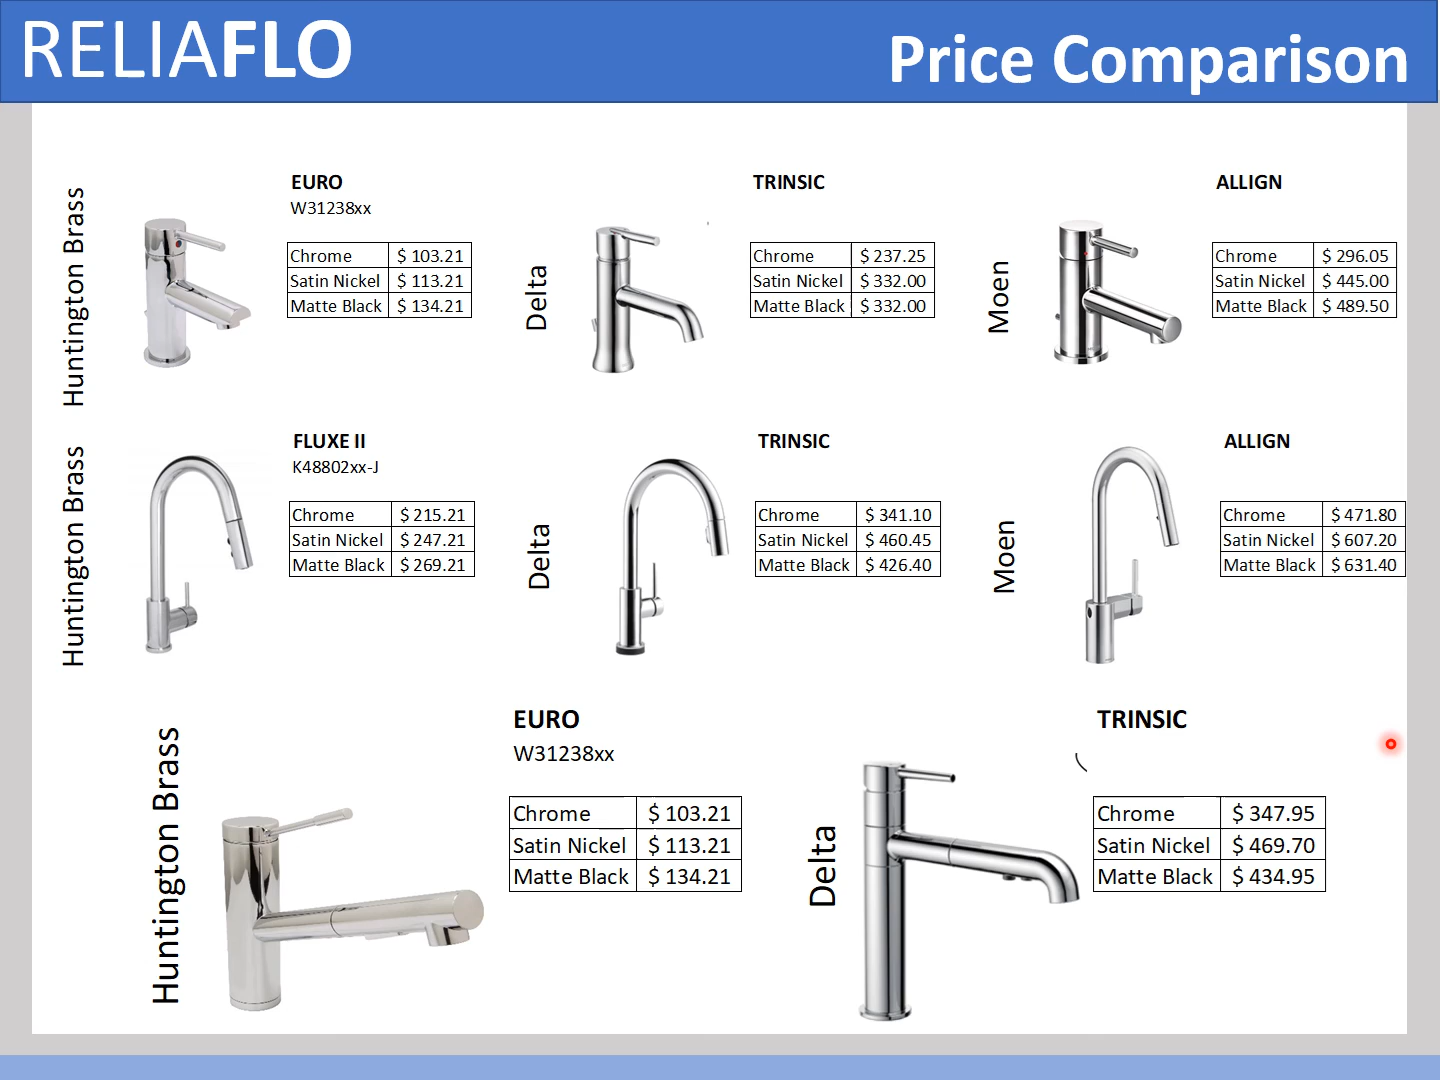 RELIAFLO
Price Comparison
Huntington Brass
EURO
W31238xx
Chrome $ 103.21
Satin Nickel $ 113.21
Matte Black $ 134.21
Delta
TRINSIC
Chrome $ 237.25
Satin Nickel $ 332.00
Matte Black $ 332.00
Moen
ALLIGN
Chrome $ 296.05
Satin Nickel $ 445.00
Matte Black $ 489.50
Huntington Brass
FLUXE II
K48802xx-J
Chrome $ 215.21
Satin Nickel $ 247.21
Matte Black $ 269.21
Delta
TRINSIC
Chrome $ 341.10
Satin Nickel $ 460.45
Matte Black $ 426.40
Moen
ALLIGN
Chrome $ 471.80
Satin Nickel $ 607.20
Matte Black $ 631.40
Huntington Brass
EURO
W31238xx
Chrome $ 103.21
Satin Nickel $ 113.21
Matte Black $ 134.21
Delta
TRINSIC
Chrome $ 347.95
Satin Nickel $ 469.70
Matte Black $ 434.95